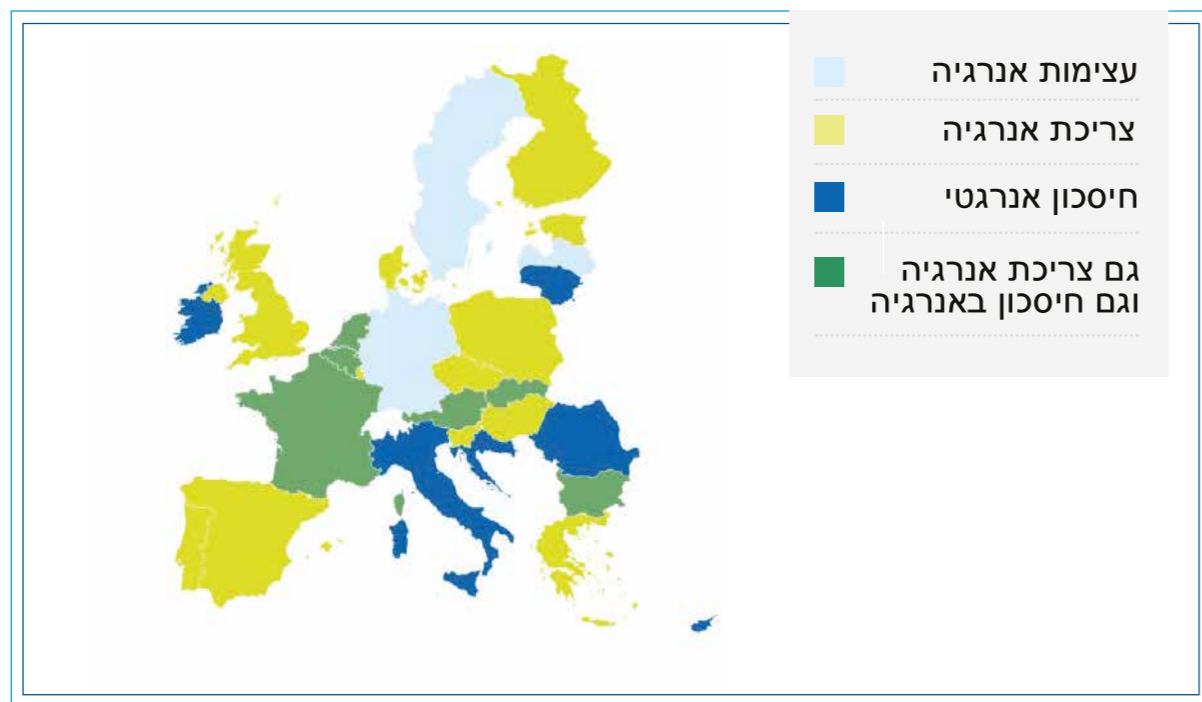 עצימות אנרגיה
צריכת אנרגיה
חיסכון אנרגטי
גם צריכת אנרגיה
וגם חיסכון באנרגיה